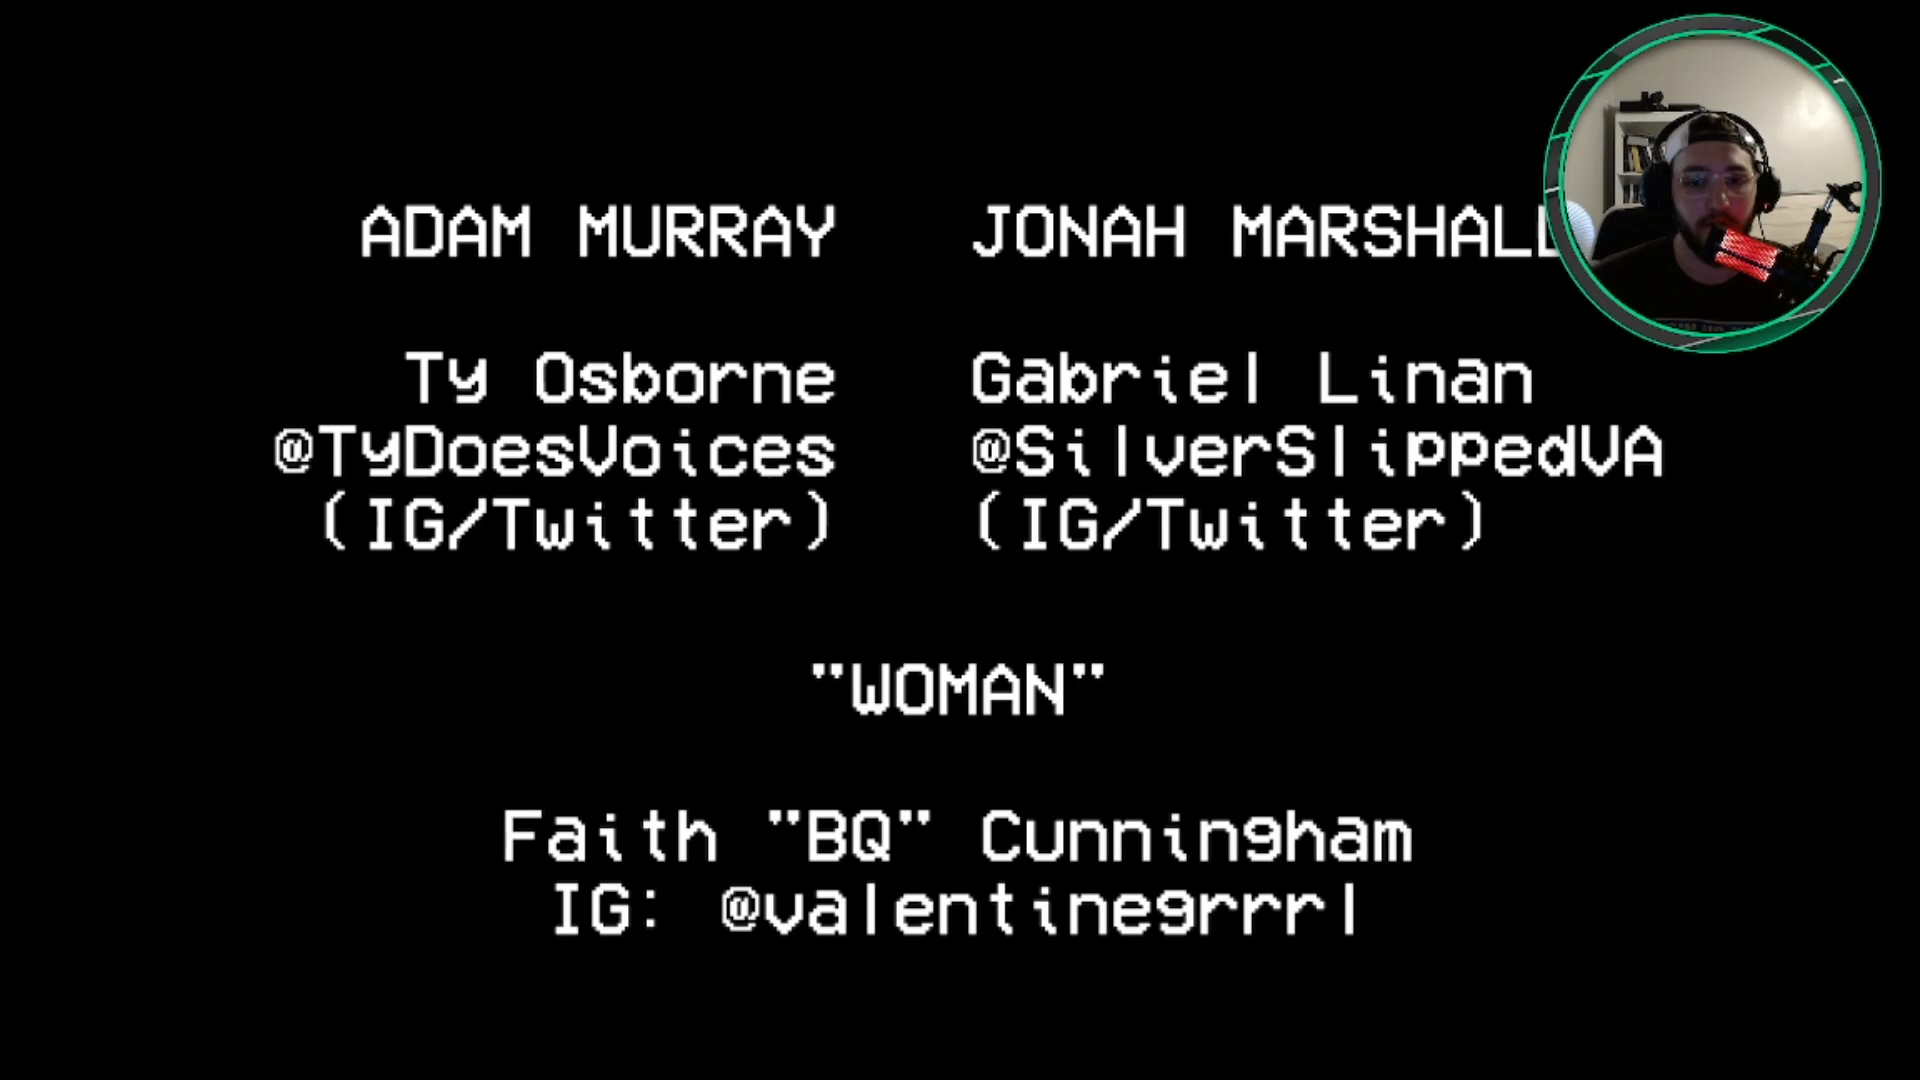 ADAM MURRAY JONAH MARSHALL
Ty Osborne Gabriel Linan
@TyDoesVoices @SilverSlippedVA
(IG/Twitter) (IG/Twitter)
"WOMAN"
Faith "BQ" Cunningham
IG: @valentinegrrrl